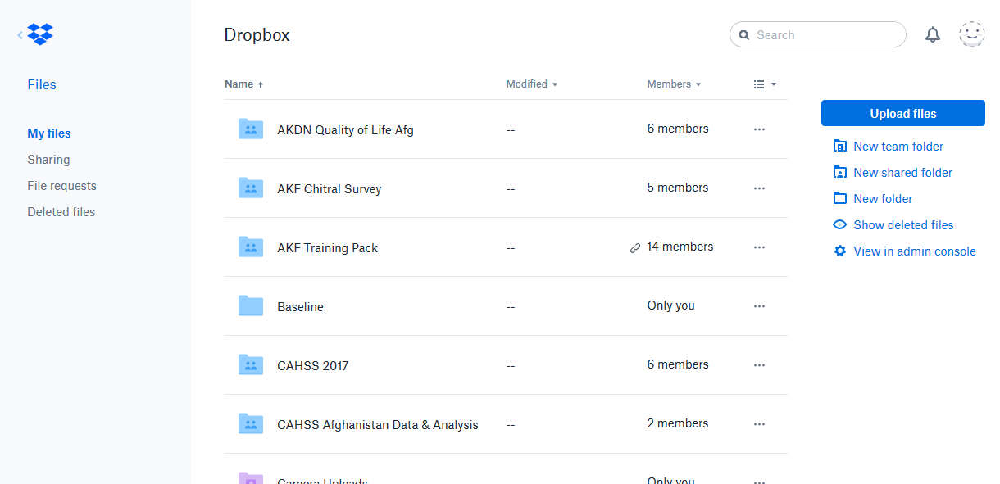 Dropbox
Search
Files
My files
Sharing
File requests
Deleted files
Name Modified Members
AKDN Quality of Life Afg -- 6 members
AKF Chitral Survey -- 5 members
AKF Training Pack -- 14 members
Baseline -- Only you
CAHSS 2017 -- 6 members
CAHSS Afghanistan Data & Analysis -- 2 members
Camera Uploads Only you
Upload files
New team folder
New shared folder
New folder
Show deleted files
View in admin console